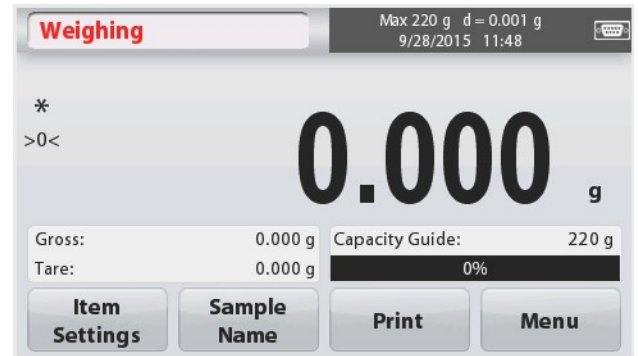 Weighing
Max 220 g d = 0.001 g
9/28/2015 11:48
*
>0<
0.000 g
Gross: 0.000 g
Tare: 0.000 g
Capacity Guide: 220 g
0%
Item
Settings
Sample
Name
Print
Menu